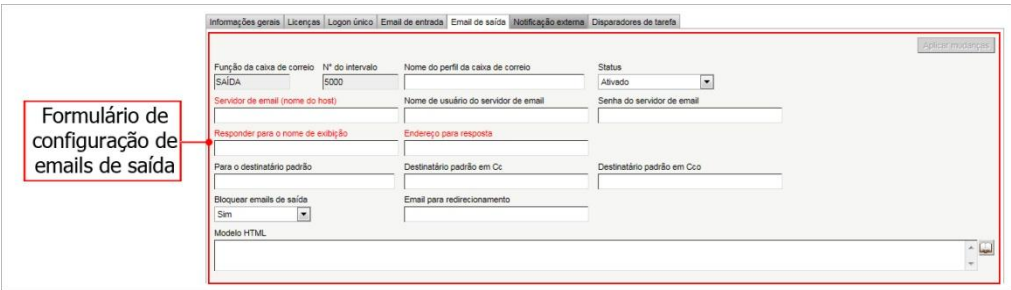 Informações gerais Licenças Logon único Email de entrada Email de saída Notificação externa Disparadores de tarefa
Aplicar mudanças
Função da caixa de correio N° do intervalo Nome do perfil da caixa de correio Status
SAÍDA 5000 Ativado
Servidor de email (nome do host) Nome de usuário do servidor de email Senha do servidor de email
Formulário de
configuração de
emails de saída
Responder para o nome de exibição Endereço para resposta
Para o destinatário padrão Destinatário padrão em Cc Destinatário padrão em Cco
Bloquear emails de saída Email para redirecionamento
Sim
Modelo HTML